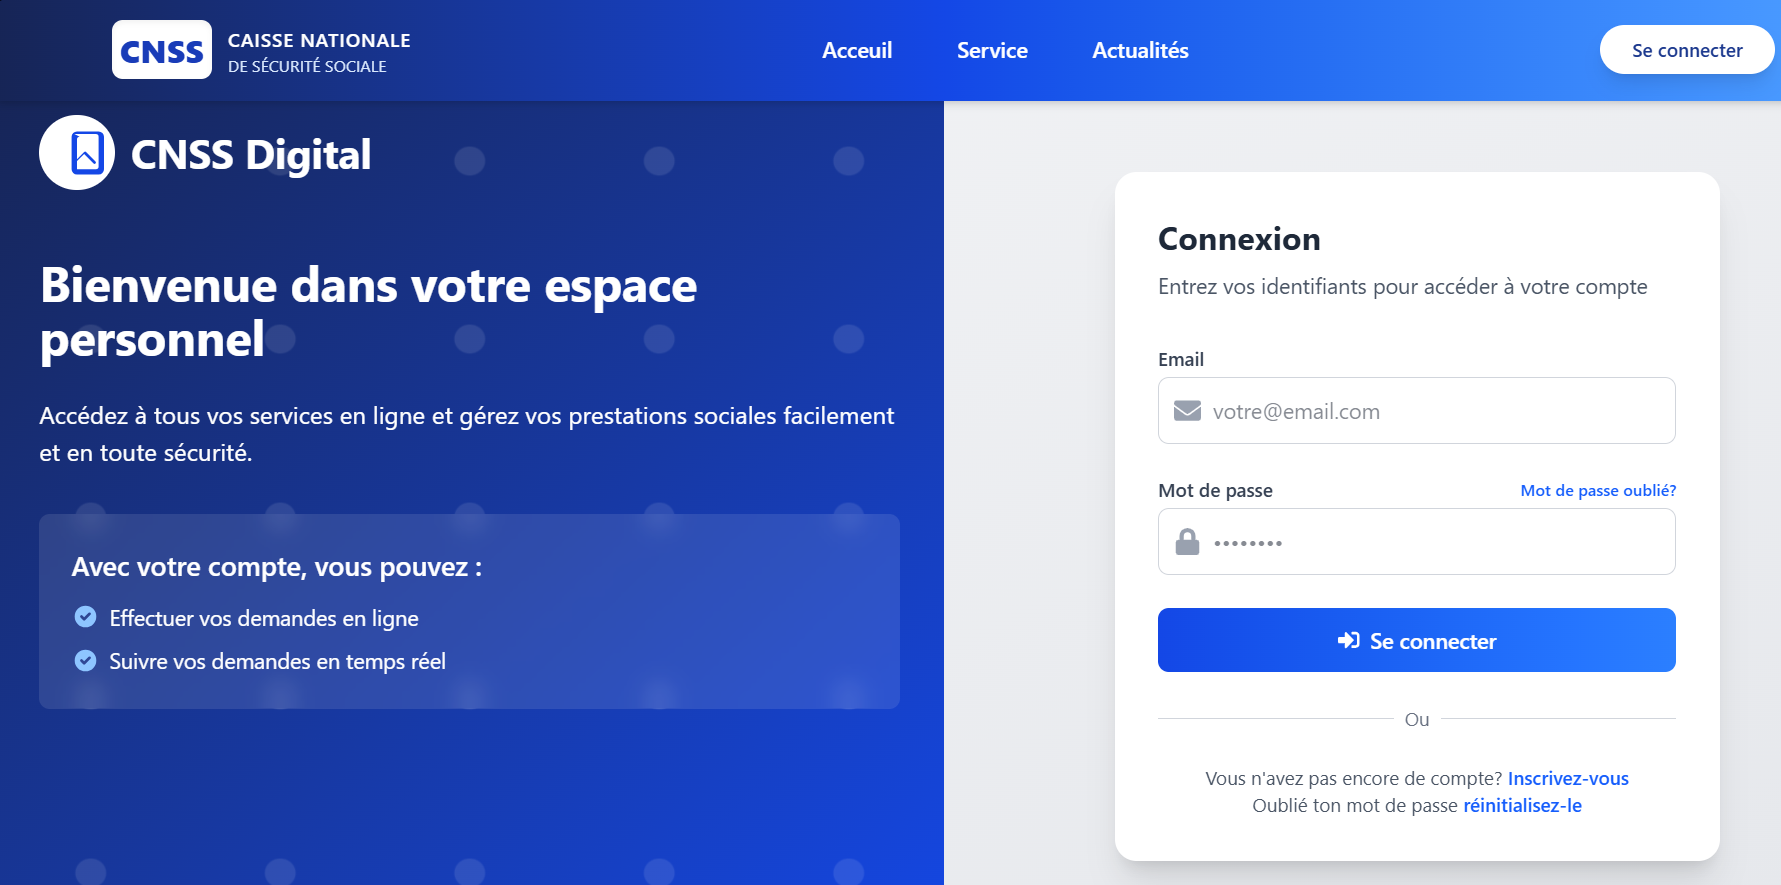 CNSS
CAISSE NATIONALE
DE SÉCURITÉ SOCIALE
Acceuil
Service
Actualités
Se connecter
CNSS Digital
Bienvenue dans votre espace
personnel
Accédez à tous vos services en ligne et gérez vos prestations sociales facilement
et en toute sécurité.
Avec votre compte, vous pouvez :
Effectuer vos demandes en ligne
Suivre vos demandes en temps réel
Connexion
Entrez vos identifiants pour accéder à votre compte
Email
votre@email.com
Mot de passe
Mot de passe oublié?
••••••••
Se connecter
Ou
Vous n'avez pas encore de compte? Inscrivez-vous
Oublié ton mot de passe réinitialisez-le